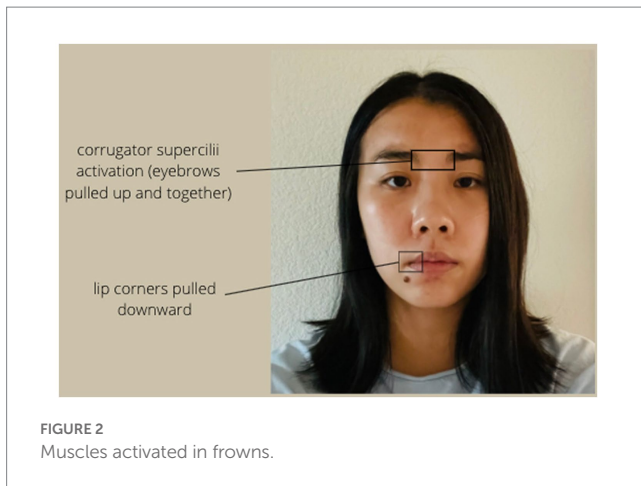 corrugator supercilii
activation (eyebrows
pulled up and together)
lip corners pulled
downward
FIGURE 2
Muscles activated in frowns.